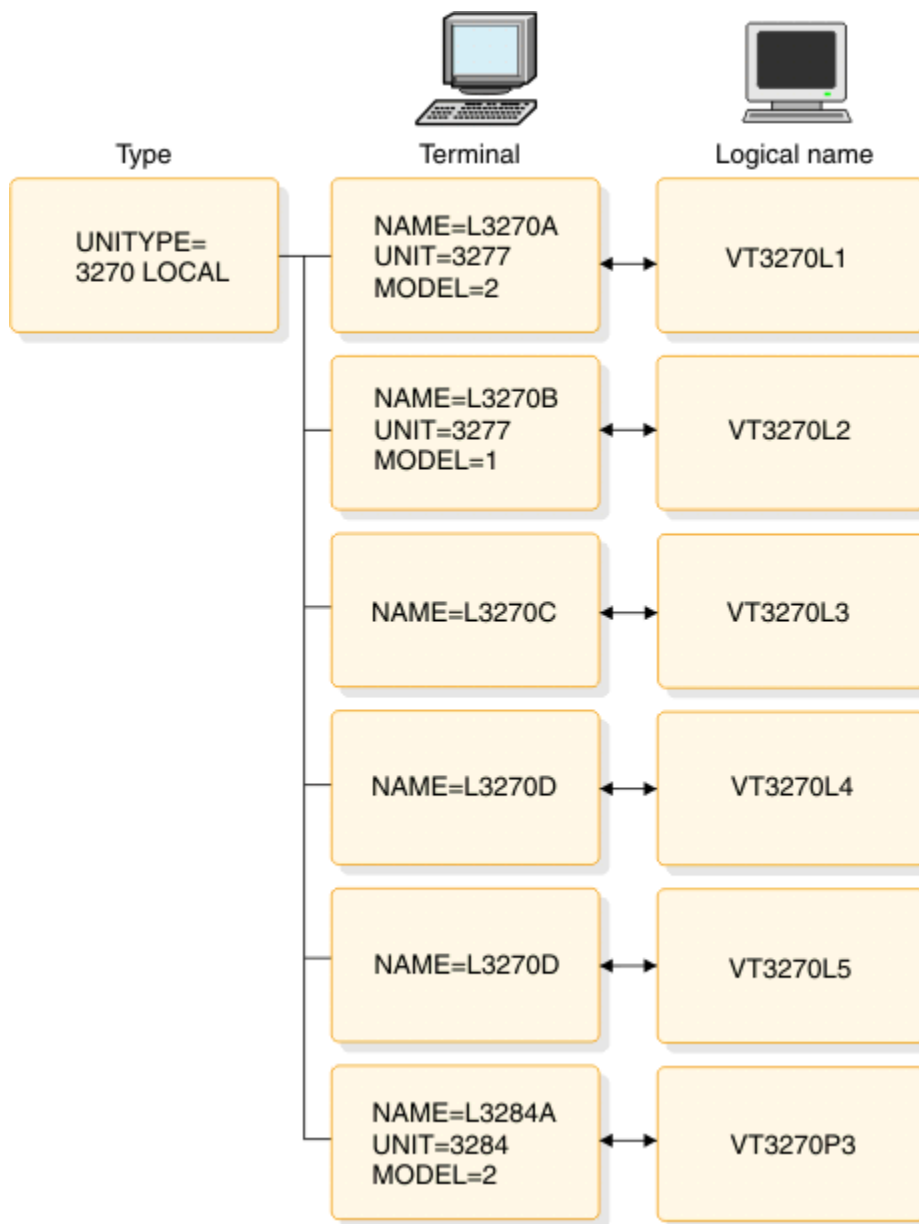 Type
Terminal
Logical name
UNITYPE=
3270 LOCAL
NAME=L3270A
UNIT=3277
MODEL=2
VT3270L1
NAME=L3270B
UNIT=3277
MODEL=1
VT3270L2
NAME=L3270C
VT3270L3
NAME=L3270D
VT3270L4
NAME=L3270D
VT3270L5
NAME=L3284A
UNIT=3284
MODEL=2
VT3270P3